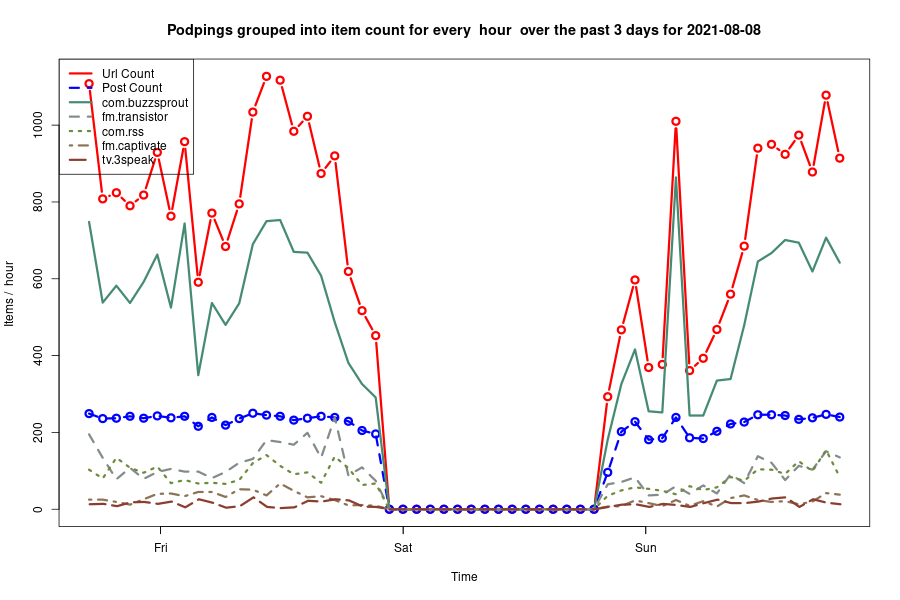 Podpings grouped into item count for every hour over the past 3 days for 2021-08-08
Url Count
Post Count
com.buzzsprout
fm.transistor
com.rss
fm.captivate
tv.3speak
Items / hour
1000
800
600
400
200
0
Fri Sat Sun
Time